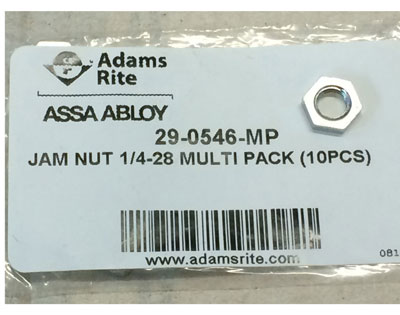 Adams
Rite
ASSA ABLOY
29-0546-MP
JAM NUT 1/4-28 MULTI PACK (10PCS)
www.adamsrite.com
081